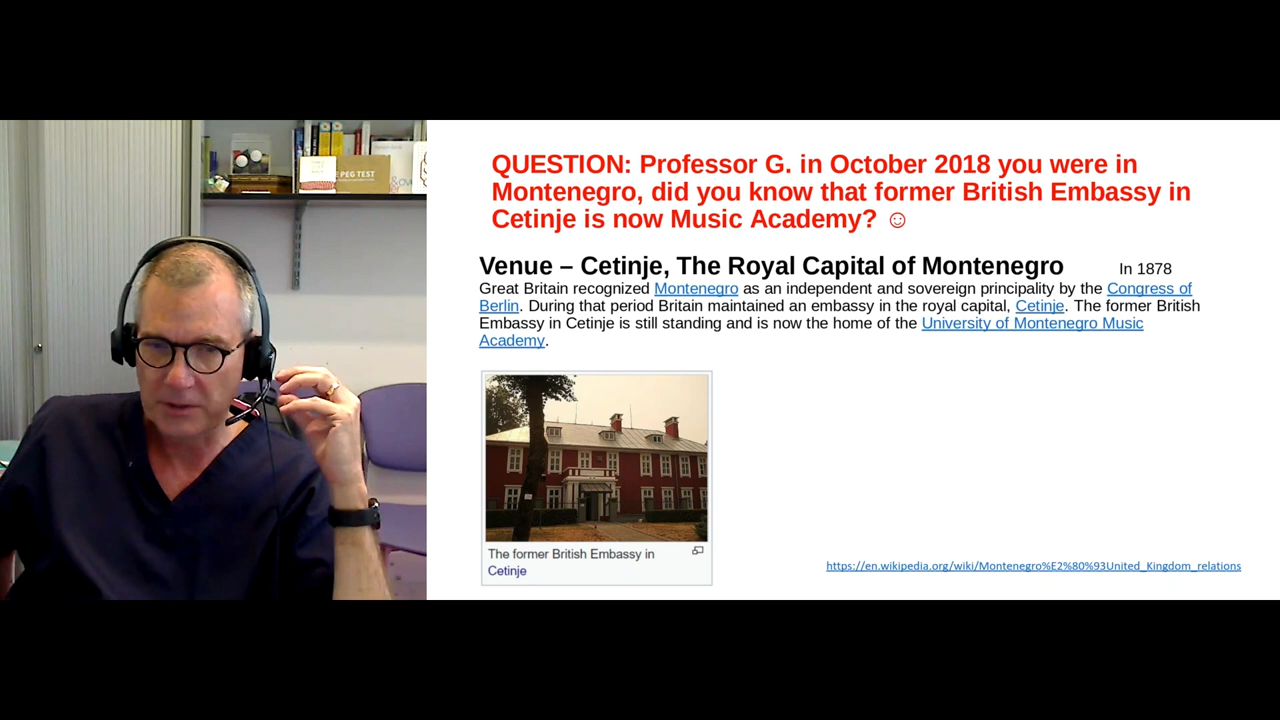 PEG TEST
QUESTION: Professor G. in October 2018 you were in
Montenegro, did you know that former British Embassy in
Cetinje is now Music Academy? ☺
Venue – Cetinje, The Royal Capital of Montenegro In 1878
Great Britain recognized Montenegro as an independent and sovereign principality by the Congress of
Berlin. During that period Britain maintained an embassy in the royal capital, Cetinje. The former British
Embassy in Cetinje is still standing and is now the home of the University of Montenegro Music
Academy.
The former British Embassy in
Cetinje
https://en.wikipedia.org/wiki/Montenegro%E2%80%93United_Kingdom_relations